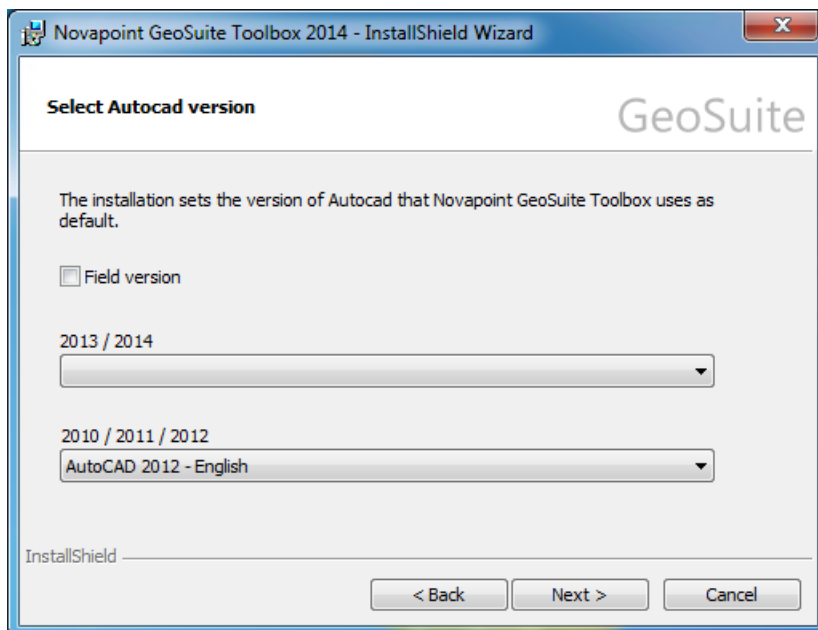 Novapoint GeoSuite Toolbox 2014 - InstallShield Wizard
Select Autocad version
GeoSuite
The installation sets the version of Autocad that Novapoint GeoSuite Toolbox uses as
default.
Field version
2013 / 2014
2010 / 2011 / 2012
AutoCAD 2012 - English
InstallShield
< Back
Next >
Cancel